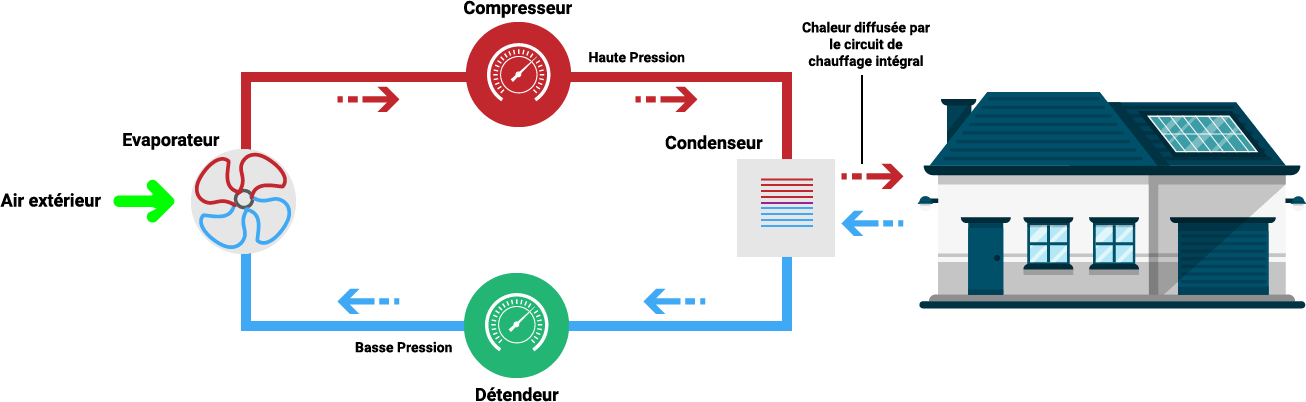 Compresseur
Chaleur diffusée par
le circuit de
chauffage intégral
Haute Pression
Evaporateur
Condenseur
Air extérieur
Basse Pression
Détendeur